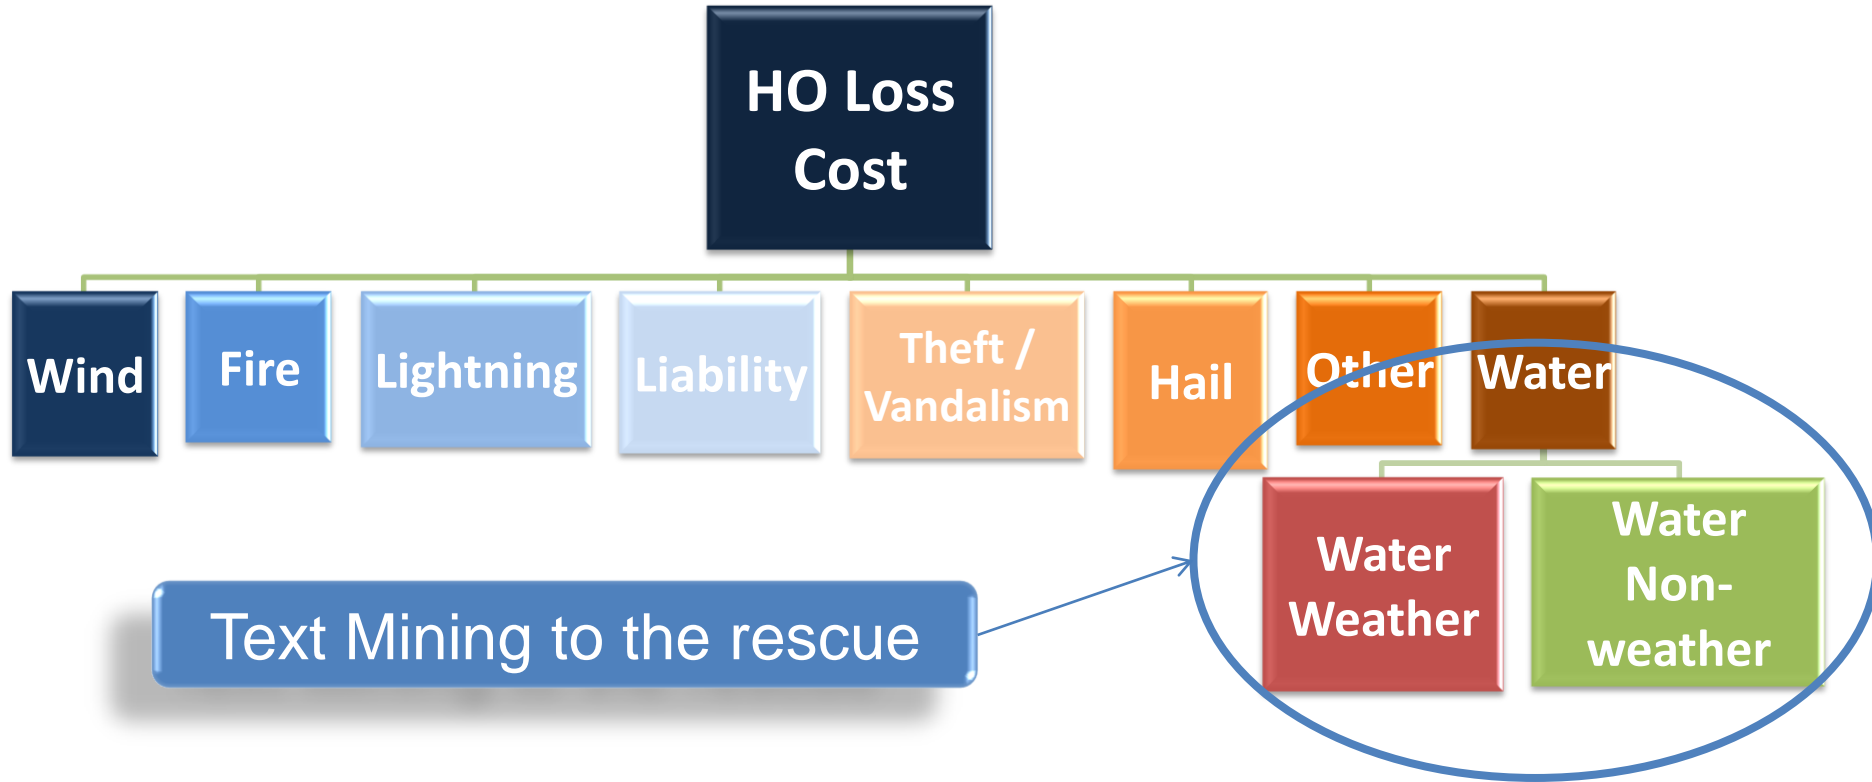 HO Loss
Cost
Wind
Fire
Lightning
Liability
Theft /
Vandalism
Hail
Other
Water
Water
Weather
Water
Non-
weather
Text Mining to the rescue